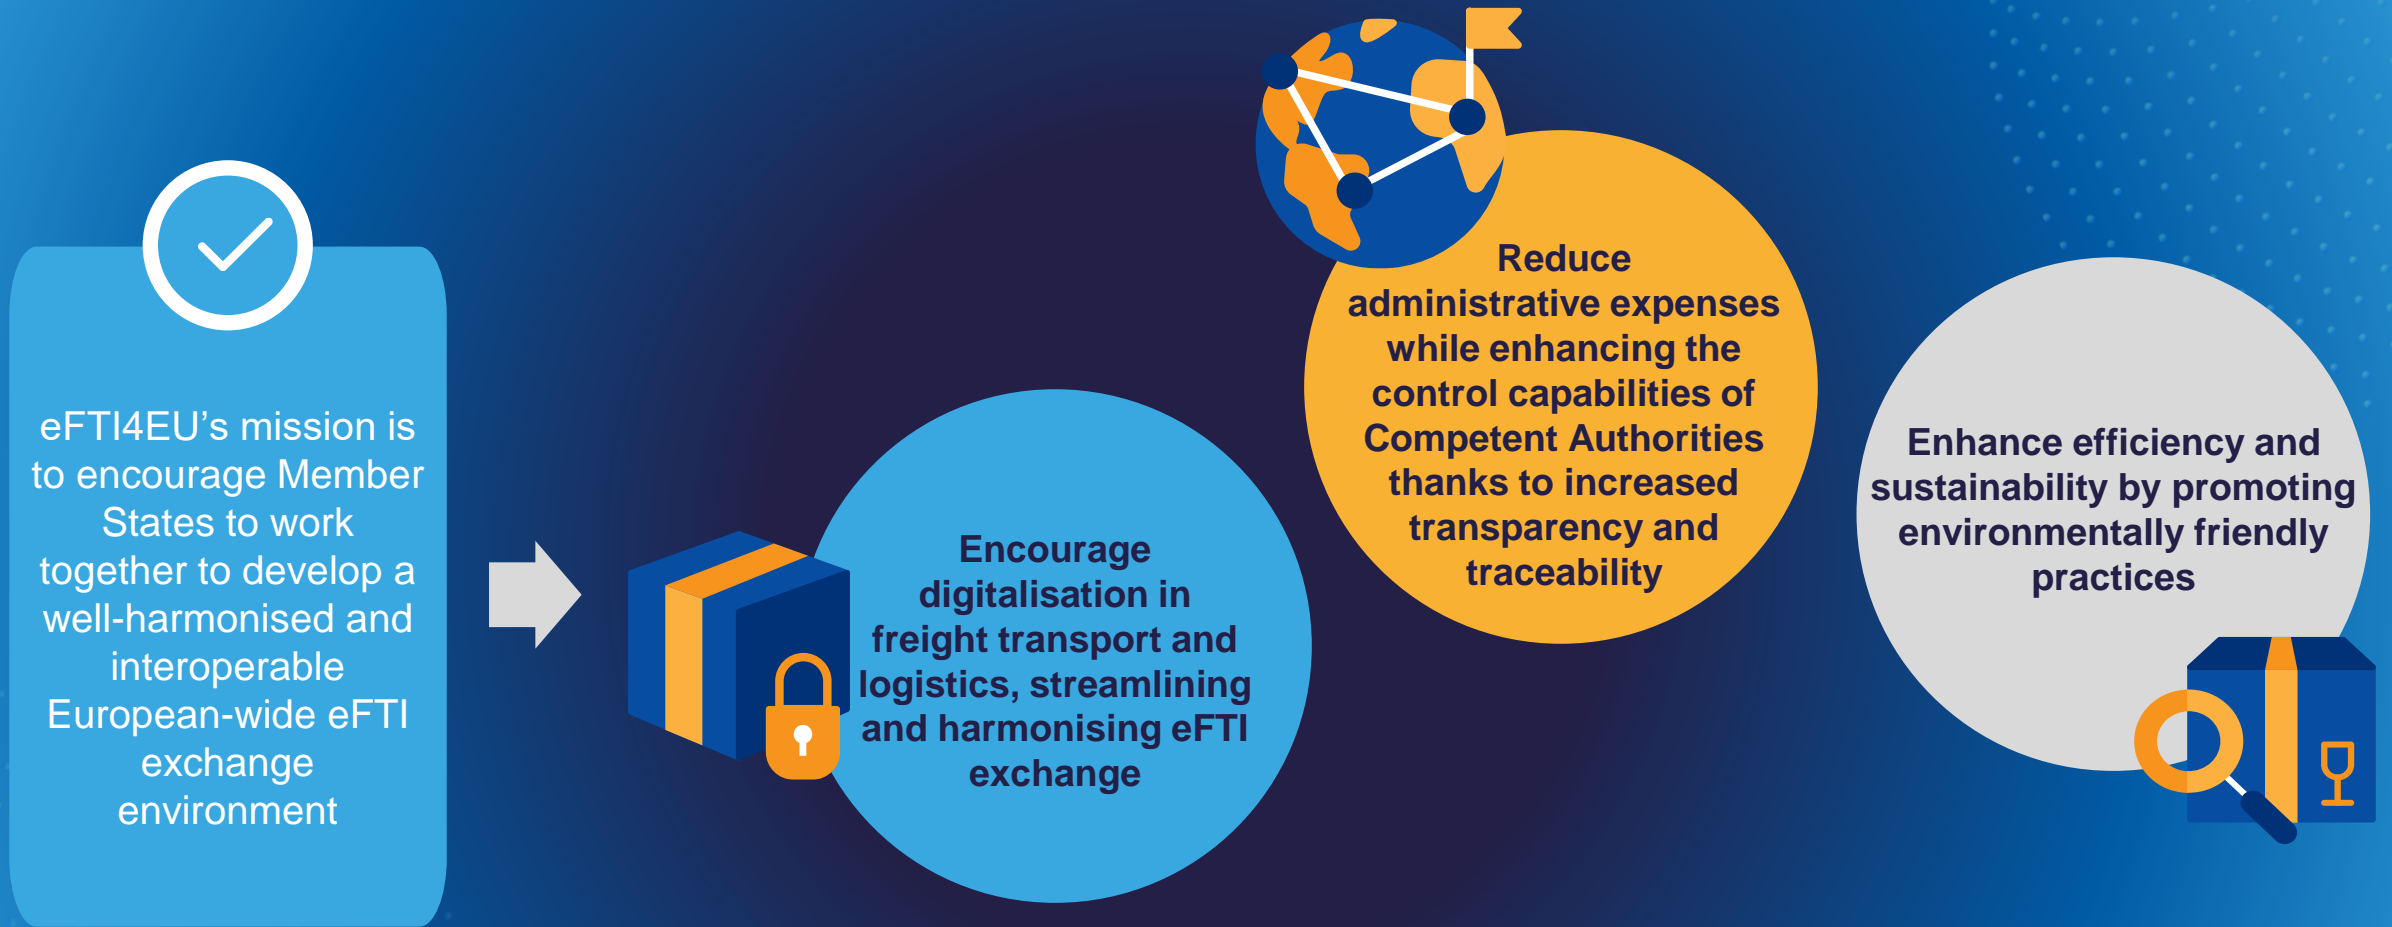 eFTI4EU’s mission is
to encourage Member
States to work
together to develop a
well-harmonised and
interoperable
European-wide eFTI
exchange
environment
Encourage
digitalisation in
freight transport and
logistics, streamlining
and harmonising eFTI
exchange
Reduce
administrative expenses
while enhancing the
control capabilities of
Competent Authorities
thanks to increased
transparency and
traceability
Enhance efficiency and
sustainability by promoting
environmentally friendly
practices